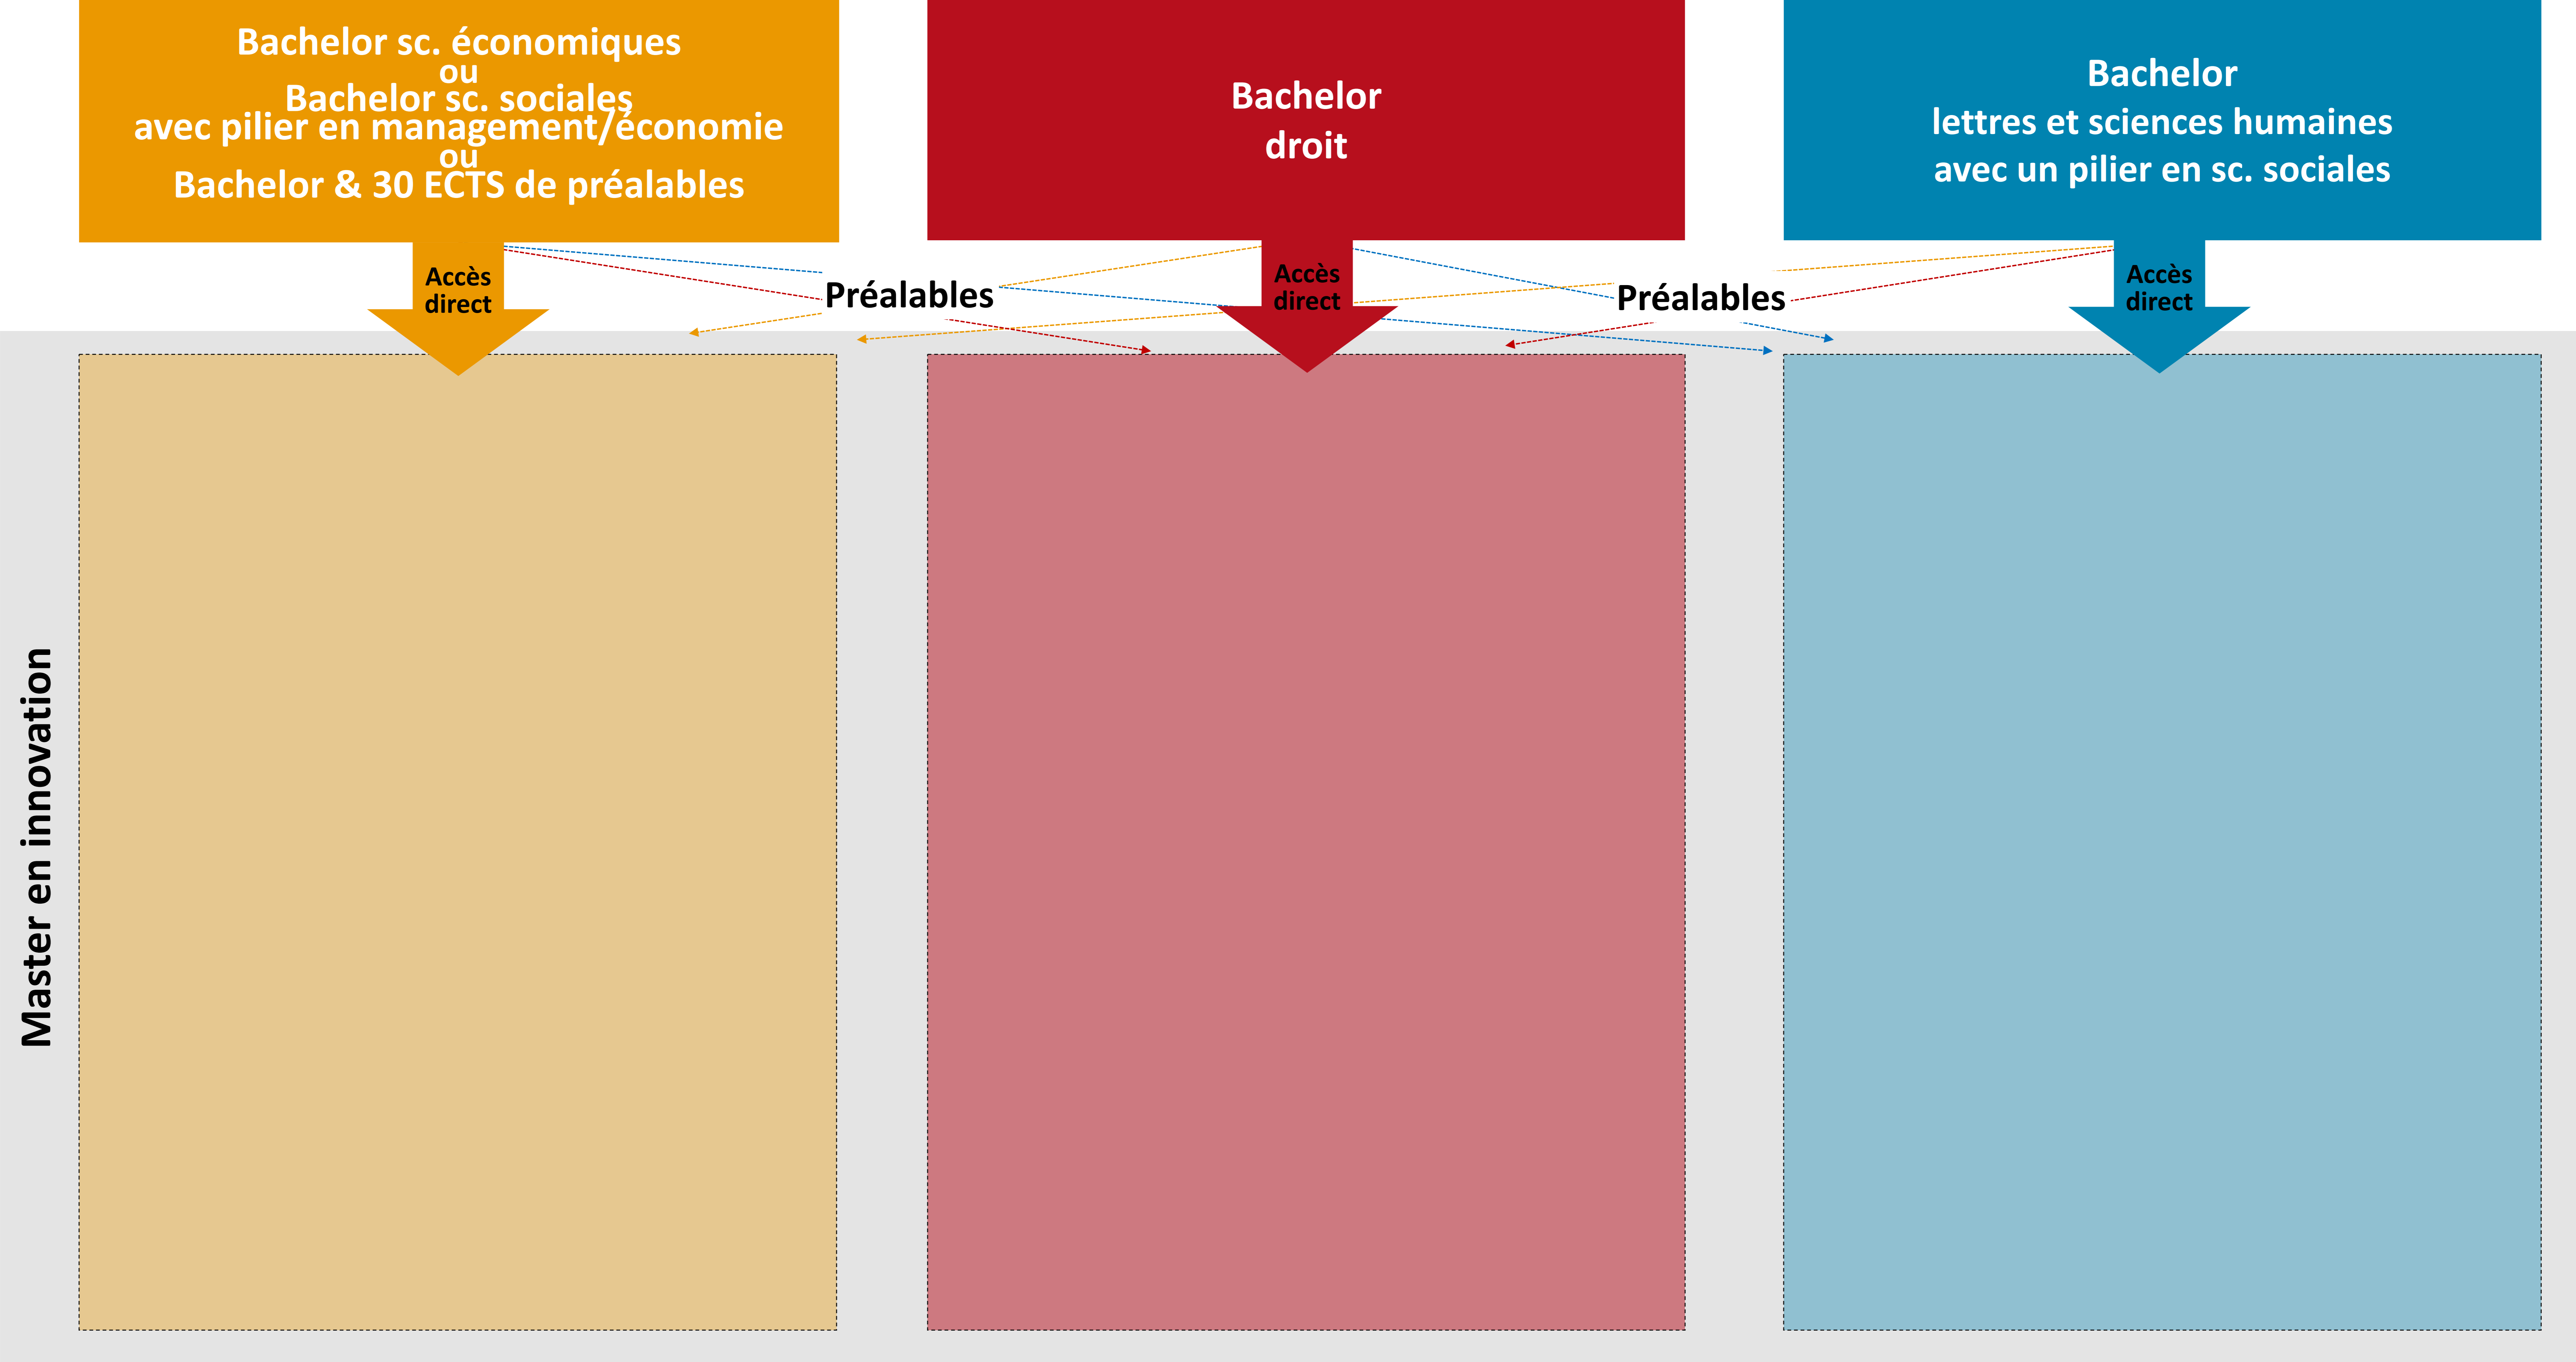 Bachelor sc. économiques
ou
Bachelor sc. sociales
avec pilier en management/économie
ou
Bachelor & 30 ECTS de préalables
Bachelor
droit
Bachelor
lettres et sciences humaines
avec un pilier en sc. sociales
Accès
direct
Préalables
Accès
direct
Préalables
Accès
direct
Master en innovation